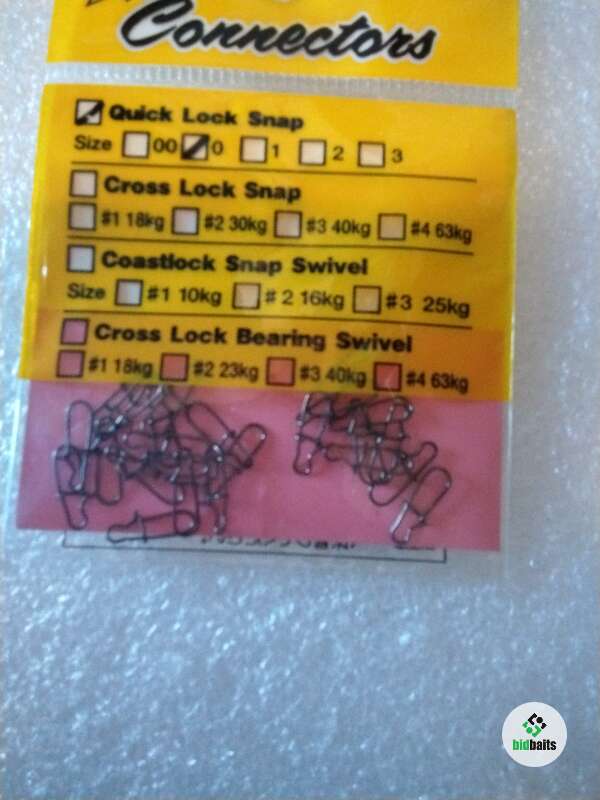 Connectors
Quick Lock Snap
Size 00 0 1 2 3
Cross Lock Snap
#1 18kg #2 30kg #3 40kg #4 63kg
Coastlock Snap Swivel
Size #1 10kg #2 16kg #3 25kg
Cross Lock Bearing Swivel
#1 18kg #2 23kg #3 40kg #4 63kg
bidbaits